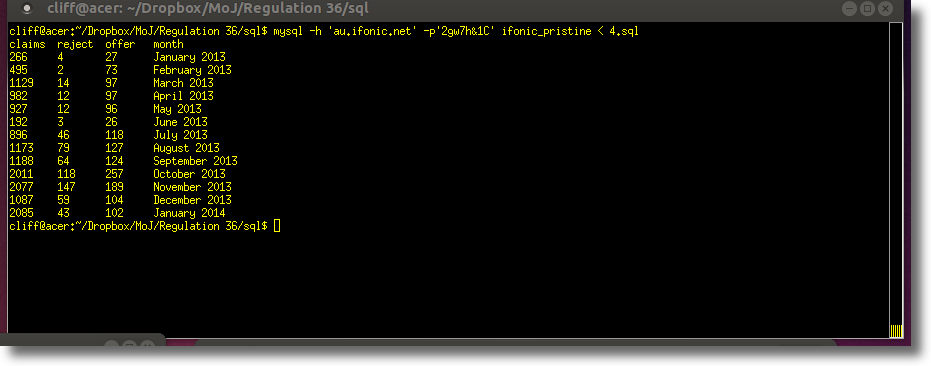 cliff@acer: ~/Dropbox/MoJ/Regulation 36/sql
cliff@acer:~/Dropbox/MoJ/Regulation 36/sql$ mysql -h 'au.ifonic.net' -p'2gw7h&1C' ifonic_pristine < 4.sql
claims reject offer month
266 4 27 January 2013
495 2 73 February 2013
1129 14 97 March 2013
982 12 97 April 2013
927 12 96 May 2013
192 3 26 June 2013
896 46 118 July 2013
1173 79 127 August 2013
1188 64 124 September 2013
2011 118 257 October 2013
2077 147 189 November 2013
1087 59 104 December 2013
2085 43 102 January 2014
cliff@acer:~/Dropbox/MoJ/Regulation 36/sql$